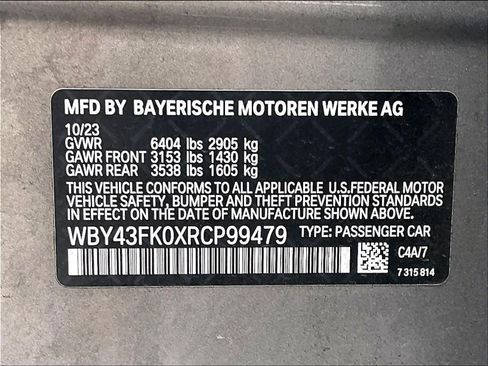 MFD BY BAYERISCHE MOTOREN WERKE AG
10/23
GVWR 6404 lbs 2905 kg
GAWR FRONT 3153 lbs 1430 kg
GAWR REAR 3538 lbs 1605 kg
THIS VEHICLE CONFORMS TO ALL APPLICABLE U.S.FEDERAL MOTOR
VEHICLE SAFETY, BUMPER AND THEFT PREVENTION STANDARDS
IN EFFECT ON THE DATE OF MANUFACTURE SHOWN ABOVE.
WBY43FK0XRCP99479 TYPE: PASSENGER CAR
C4A/7
7 315 814